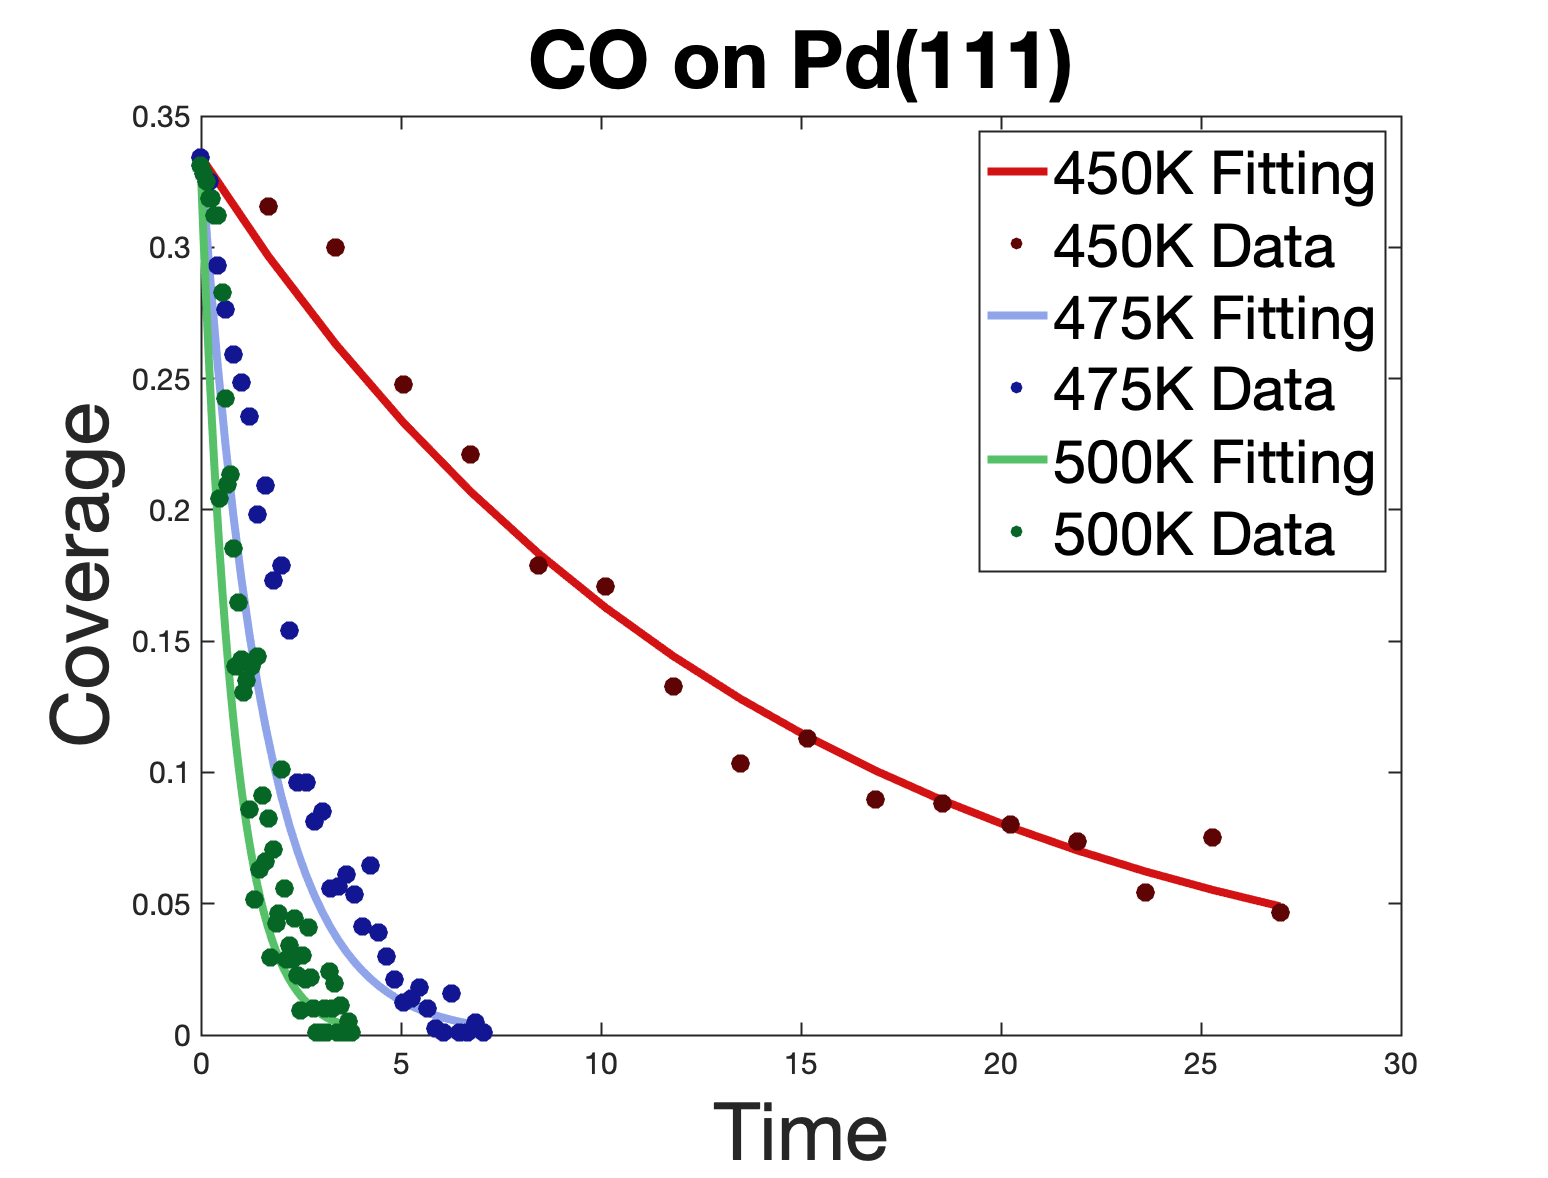 CO on Pd(111)
0.35
0.3
0.25
0.2
0.15
0.1
0.05
0
Coverage
450K Fitting
450K Data
475K Fitting
475K Data
500K Fitting
500K Data
0 5 10 15 20 25 30
Time